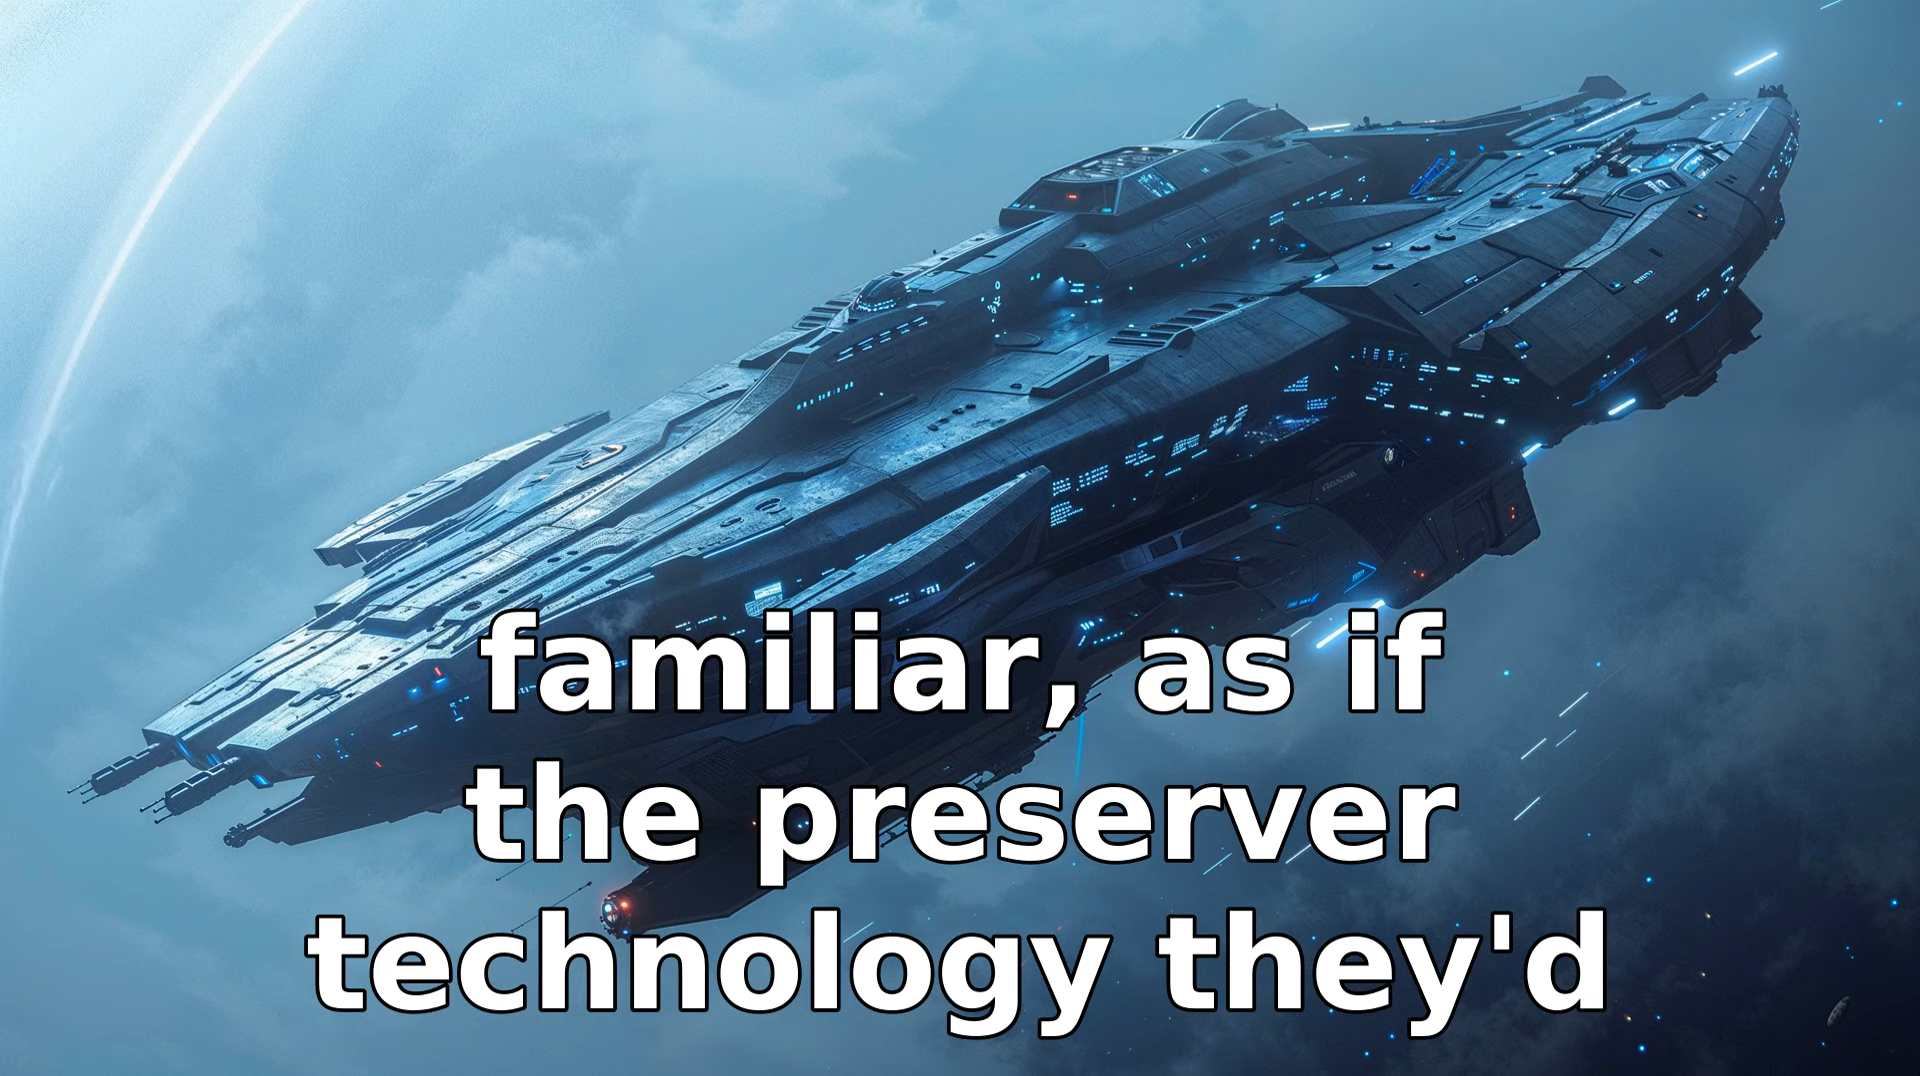 familiar, as if
the preserver
technology they'd